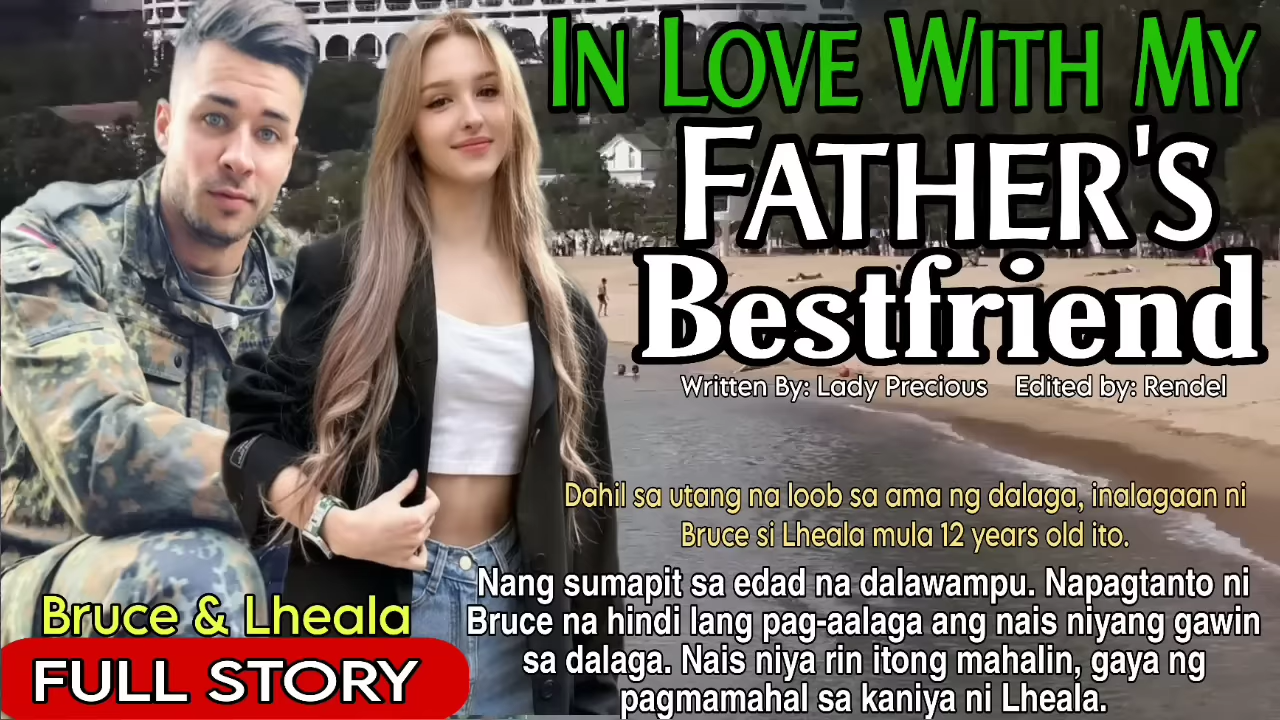 IN LOVE WITH MY
FATHER'S
Bestfriend
Written By: Lady Precious Edited by: Rendel
Dahil sa utang na loob sa ama ng dalaga, inalagaan ni
Bruce si Lheala mula 12 years old ito.
Nang sumapit sa edad na dalawampu. Napagtanto ni
Bruce na hindi lang pag-aalaga ang nais niyang gawin
sa dalaga. Nais niya rin itong mahalin, gaya ng
pagmamahal sa kaniya ni Lheala.
Bruce & Lheala
FULL STORY